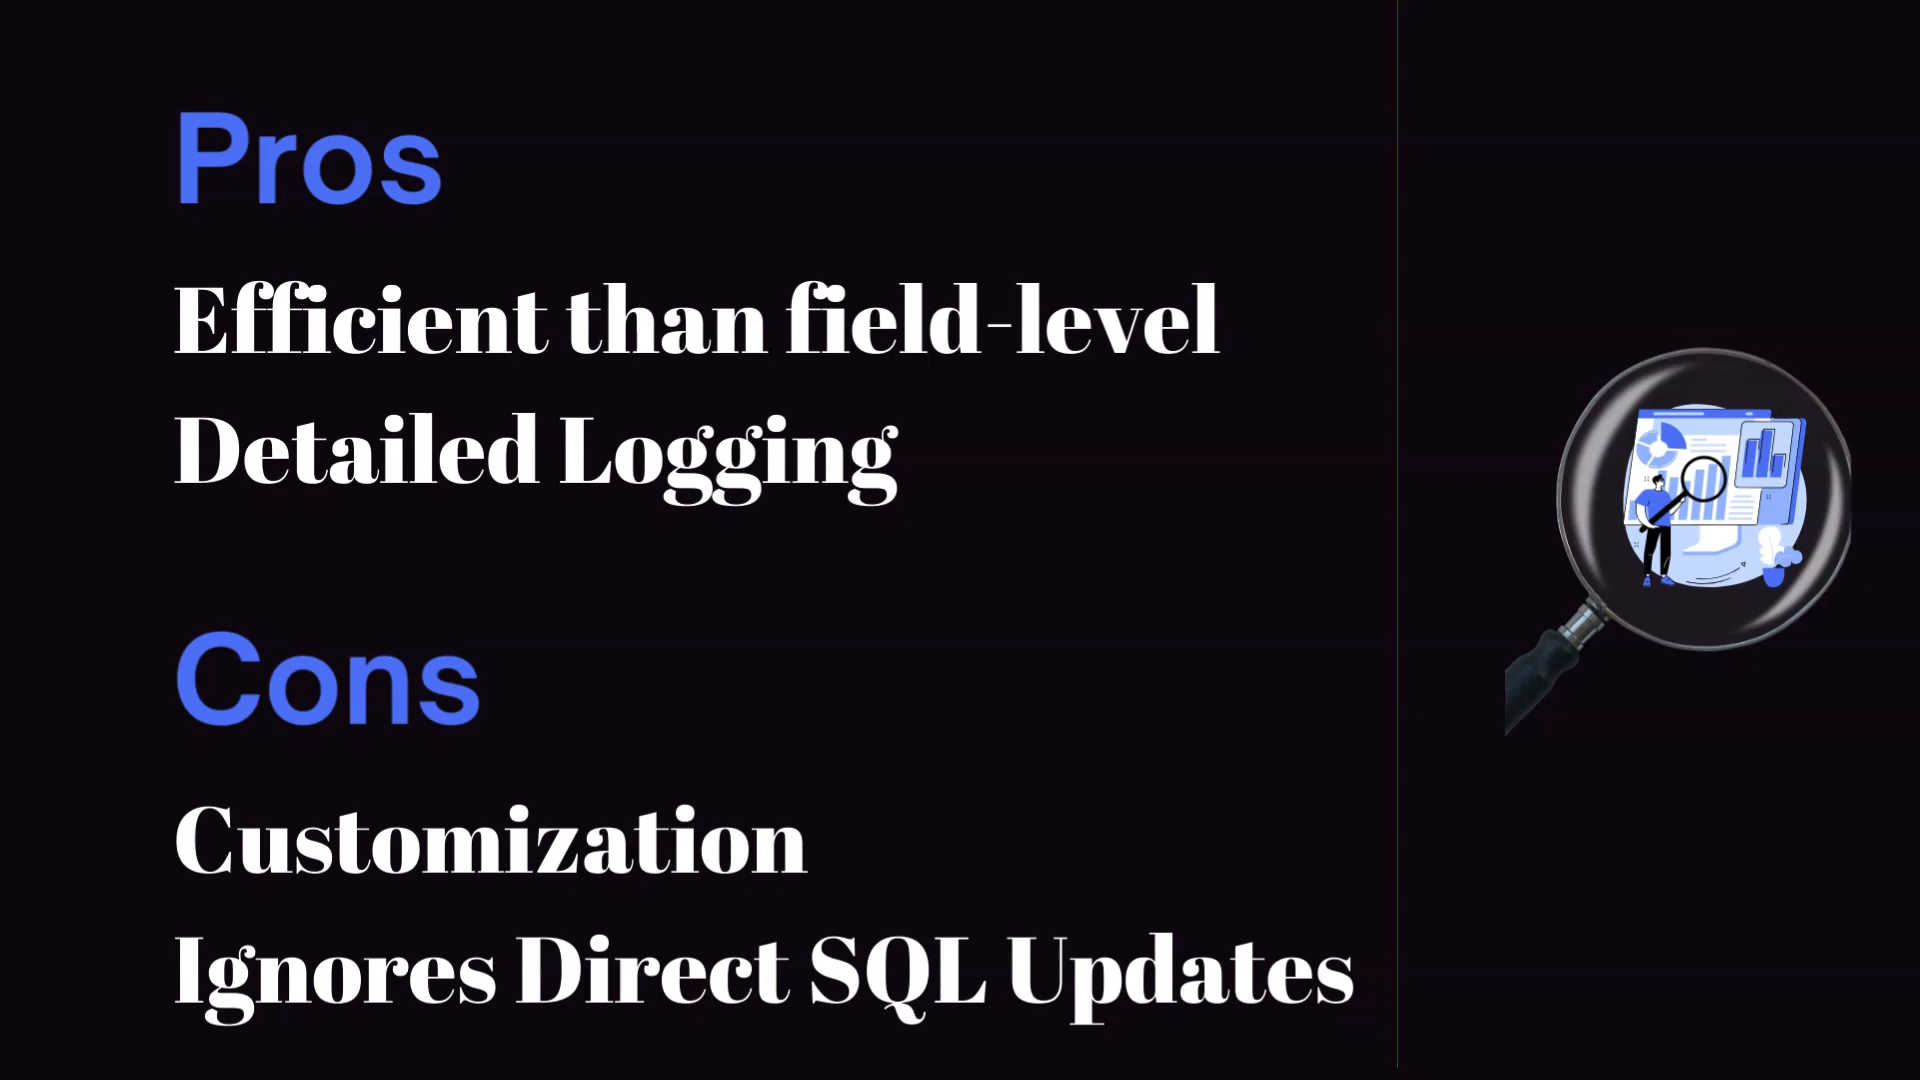 Pros
Efficient than field-level
Detailed Logging
Cons
Customization
Ignores Direct SQL Updates